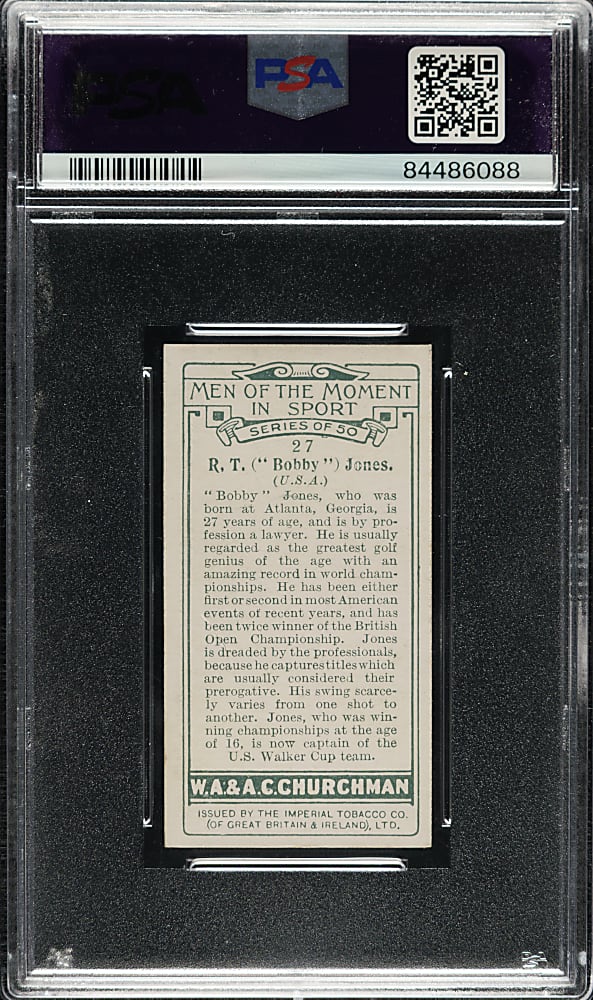 PSA
PSA
84486088
MEN OF THE MOMENT
IN SPORT
SERIES OF 50
27
R. T. (“ Bobby ”) Jones.
(U.S.A.)
“ Bobby ” Jones, who was
born at Atlanta, Georgia, is
27 years of age, and is by pro-
fession a lawyer. He is usually
regarded as the greatest golf
genius of the age with an
amazing record in world cham-
pionships. He has been either
first or second in most American
events of recent years, and has
been twice winner of the British
Open Championship. Jones
is dreaded by the professionals,
because he captures titles which
are usually considered their
prerogative. His swing scarce-
ly varies from one shot to
another. Jones, who was win-
ning championships at the age
of 16, is now captain of the
U.S. Walker Cup team.
W.A.& A.C.CHURCHMAN
ISSUED BY THE IMPERIAL TOBACCO CO.
(OF GREAT BRITAIN & IRELAND), LTD.